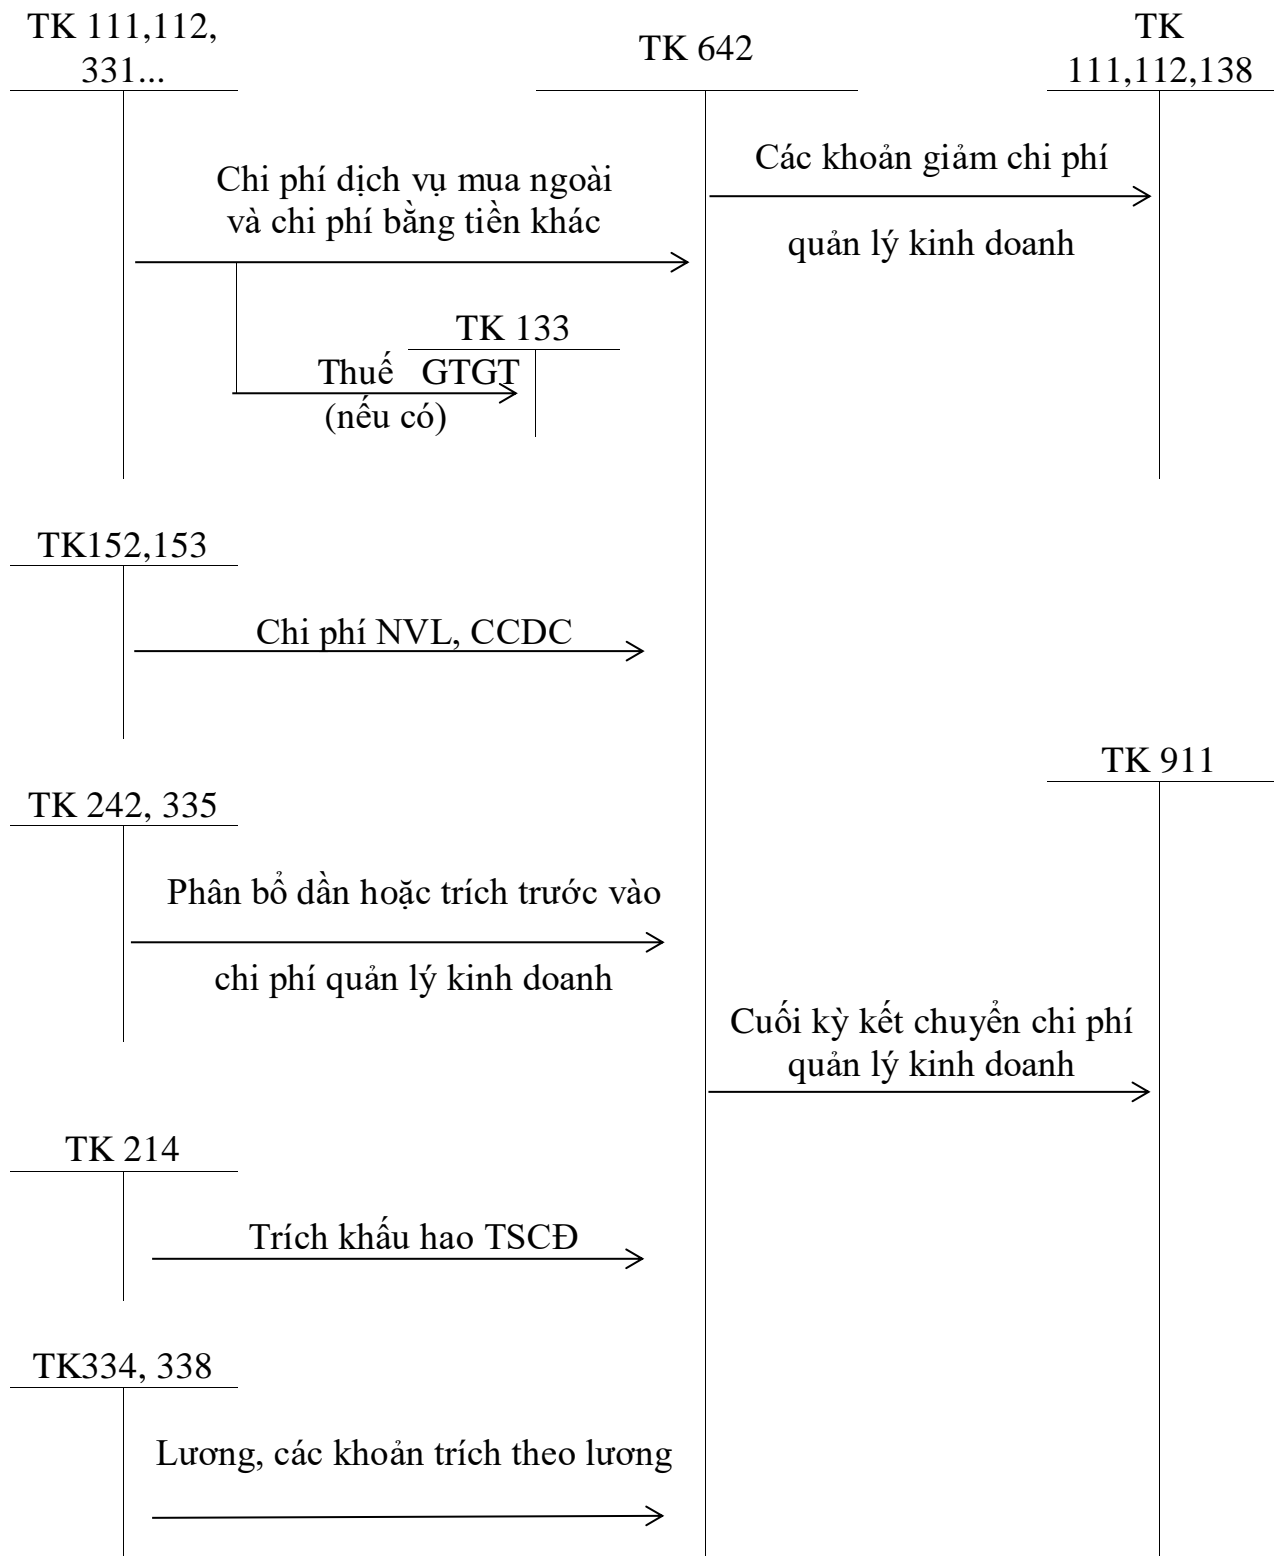 TK 111,112,
331...
TK 642
TK
111,112,138
Chi phí dịch vụ mua ngoài
và chi phí bằng tiền khác
Các khoản giảm chi phí
quản lý kinh doanh
TK 133
Thuế GTGT
(nếu có)
TK152,153
Chi phí NVL, CCDC
TK 911
TK 242, 335
Phân bổ dần hoặc trích trước vào
chi phí quản lý kinh doanh
Cuối kỳ kết chuyển chi phí
quản lý kinh doanh
TK 214
Trích khấu hao TSCĐ
TK334, 338
Lương, các khoản trích theo lương